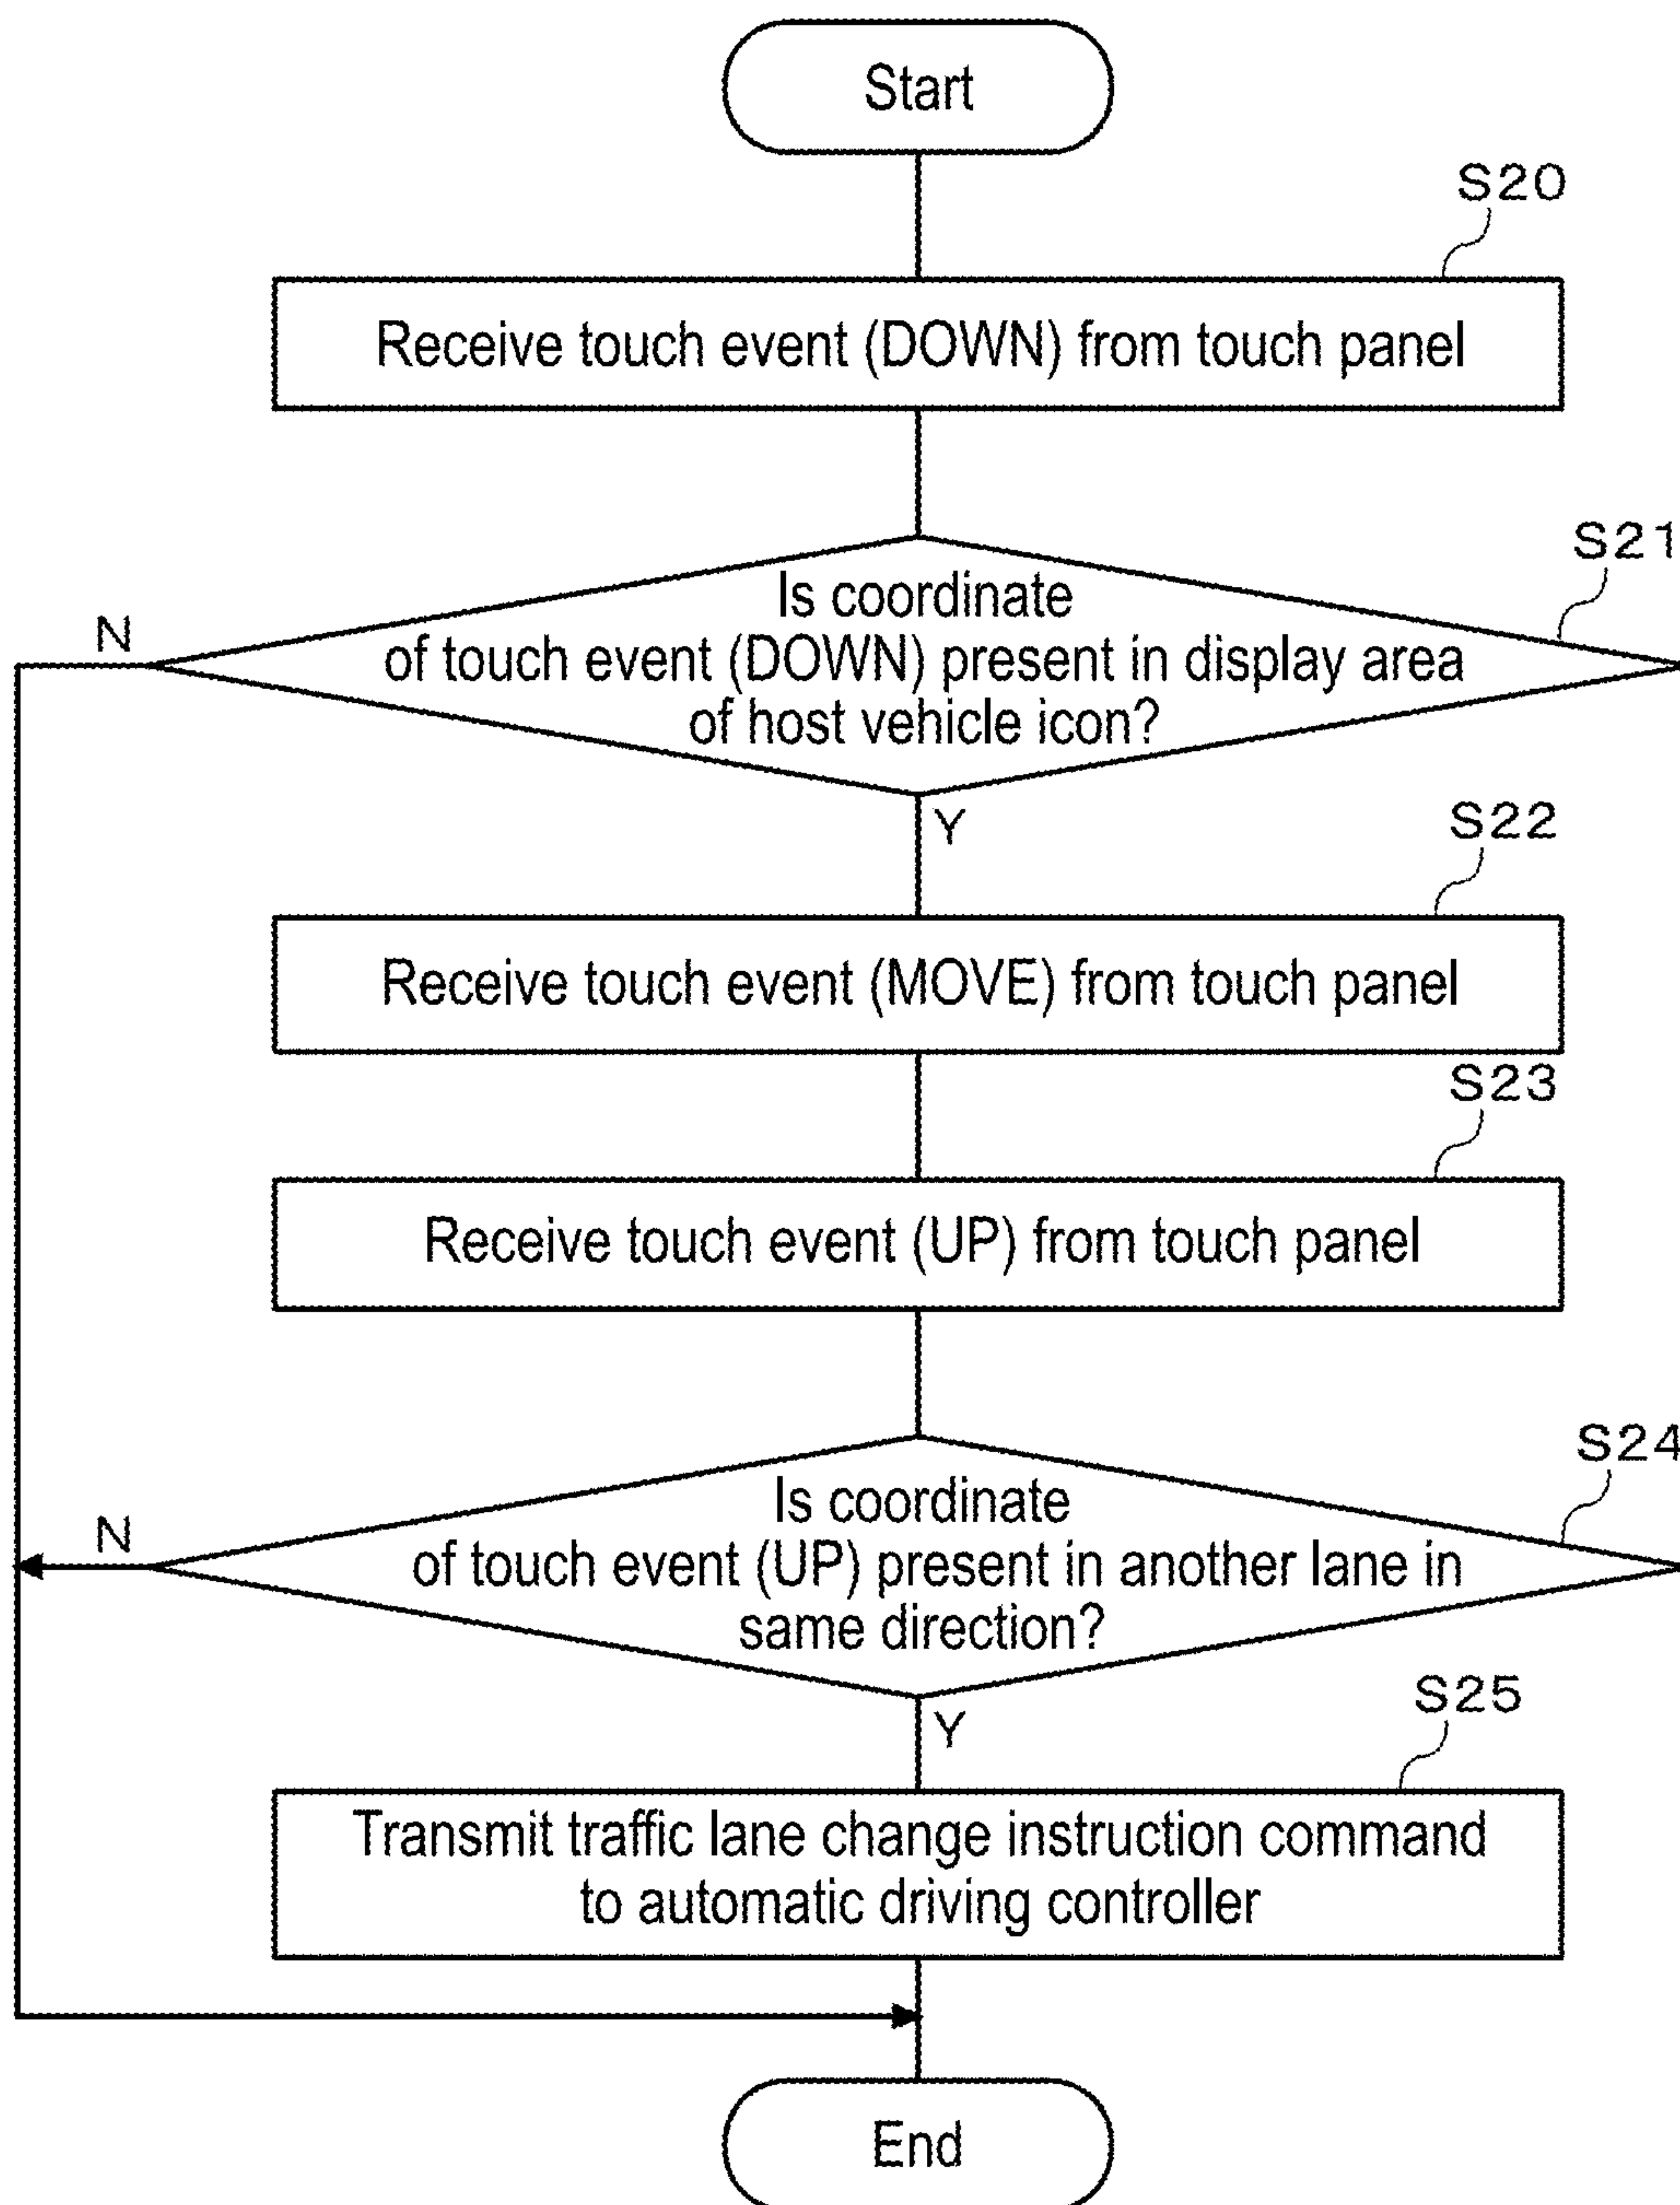 Start
S20
Receive touch event (DOWN) from touch panel
S21
N
Is coordinate
of touch event (DOWN) present in display area
of host vehicle icon?
Y
S22
Receive touch event (MOVE) from touch panel
S23
Receive touch event (UP) from touch panel
S24
N
Is coordinate
of touch event (UP) present in another lane in
same direction?
Y
S25
Transmit traffic lane change instruction command
to automatic driving controller
End